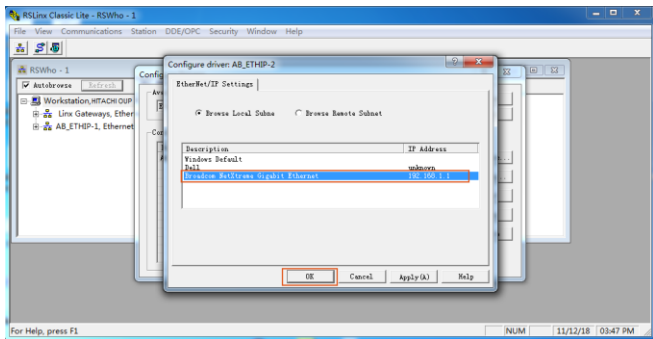 RSLinx Classic Lite - RSWho - 1
File View Communications Station DDE/OPC Security Window Help
RSWho - 1
Autobrowse Refresh
Workstation, HITACHI OUP
Linx Gateways, Ether
AB_ETHIP-1, Ethernet
Config
Configure driver: AB_ETHIP-2
EtherNet/IP Settings
Browse Local Subne Browse Remote Subnet
Description IP Address
Windows Default
Dell unknown
Broadcom NetXtreme Gigabit Ethernet 192.168.1.1
OK Cancel Apply(A) Help
For Help, press F1 NUM 11/12/18 03:47 PM